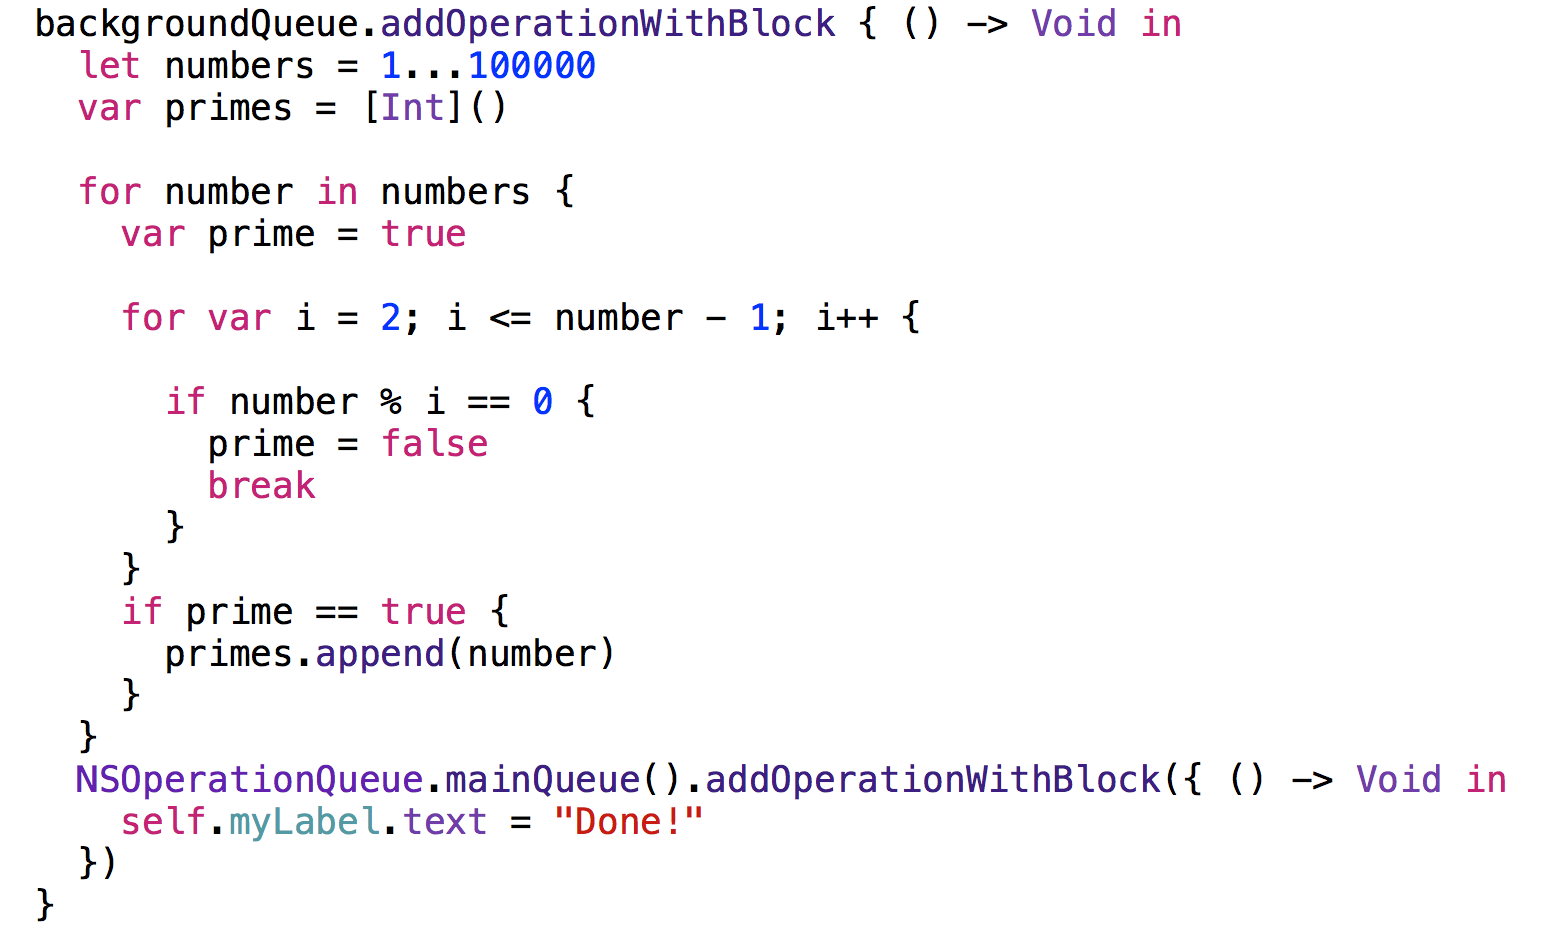 backgroundQueue.addOperationWithBlock { () -> Void in
  let numbers = 1...100000
  var primes = [Int]()

  for number in numbers {
    var prime = true

    for var i = 2; i <= number - 1; i++ {

      if number % i == 0 {
        prime = false
        break
      }
    }
    if prime == true {
      primes.append(number)
    }
  }
  NSOperationQueue.mainQueue().addOperationWithBlock({ () -> Void in
    self.myLabel.text = "Done!"
  })
}